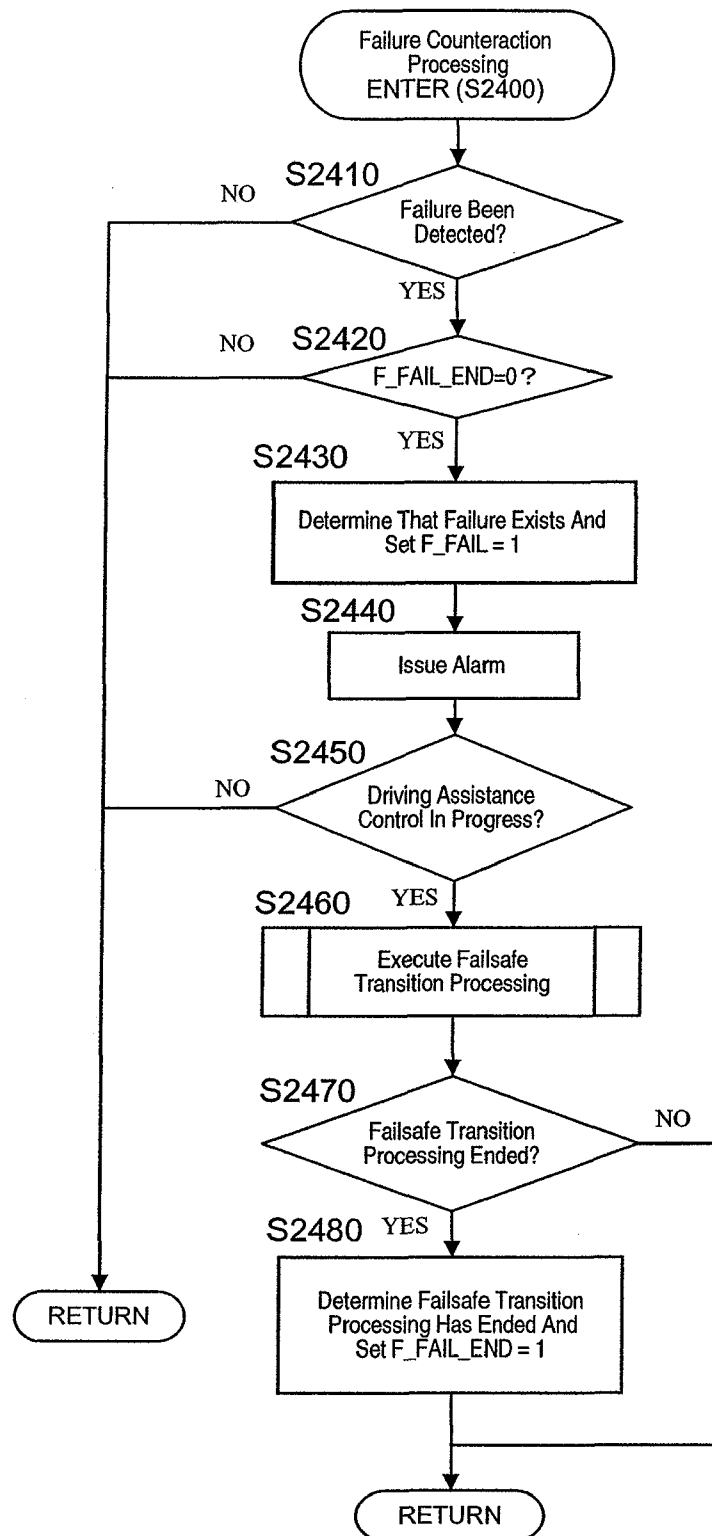 Failure Counteraction
Processing
ENTER (S2400)
S2410
NO
Failure Been
Detected?
YES
S2420
NO
F_FAIL_END=0?
YES
S2430
Determine That Failure Exists And
Set F_FAIL = 1
S2440
Issue Alarm
S2450
NO
Driving Assistance
Control In Progress?
YES
S2460
Execute Failsafe
Transition Processing
S2470
NO
Failsafe Transition
Processing Ended?
S2480
YES
Determine Failsafe Transition
Processing Has Ended And
Set F_FAIL_END = 1
RETURN
RETURN